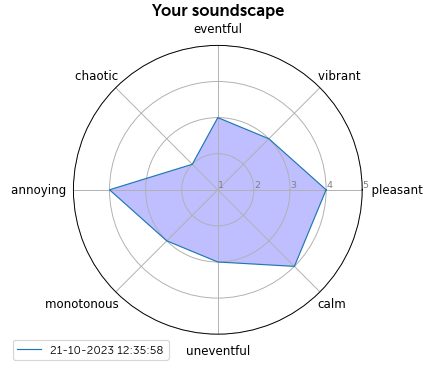 Your soundscape
eventful
chaotic
vibrant
annoying
1 2 3 4 5
pleasant
monotonous
calm
uneventful
21-10-2023 12:35:58